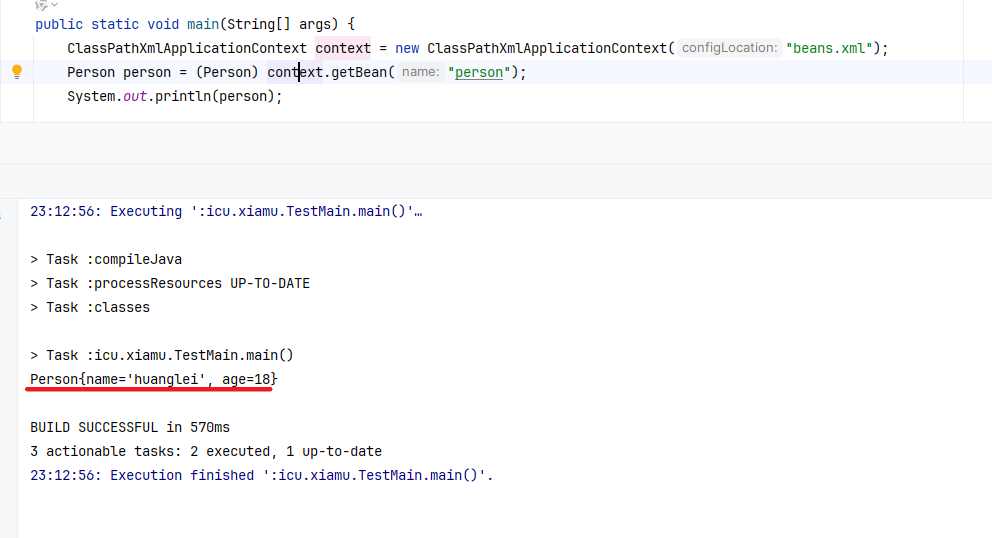 public static void main(String[] args) {
ClassPathXmlApplicationContext context = new ClassPathXmlApplicationContext( configLocation: "beans.xml");
Person person = (Person) context.getBean( name: "person");
System.out.println(person);
23:12:56: Executing ':icu.xiamu.TestMain.main()'…
> Task :compileJava
> Task :processResources UP-TO-DATE
> Task :classes
> Task :icu.xiamu.TestMain.main()
Person{name='huanglei', age=18}
BUILD SUCCESSFUL in 570ms
3 actionable tasks: 2 executed, 1 up-to-date
23:12:56: Execution finished ':icu.xiamu.TestMain.main()'.